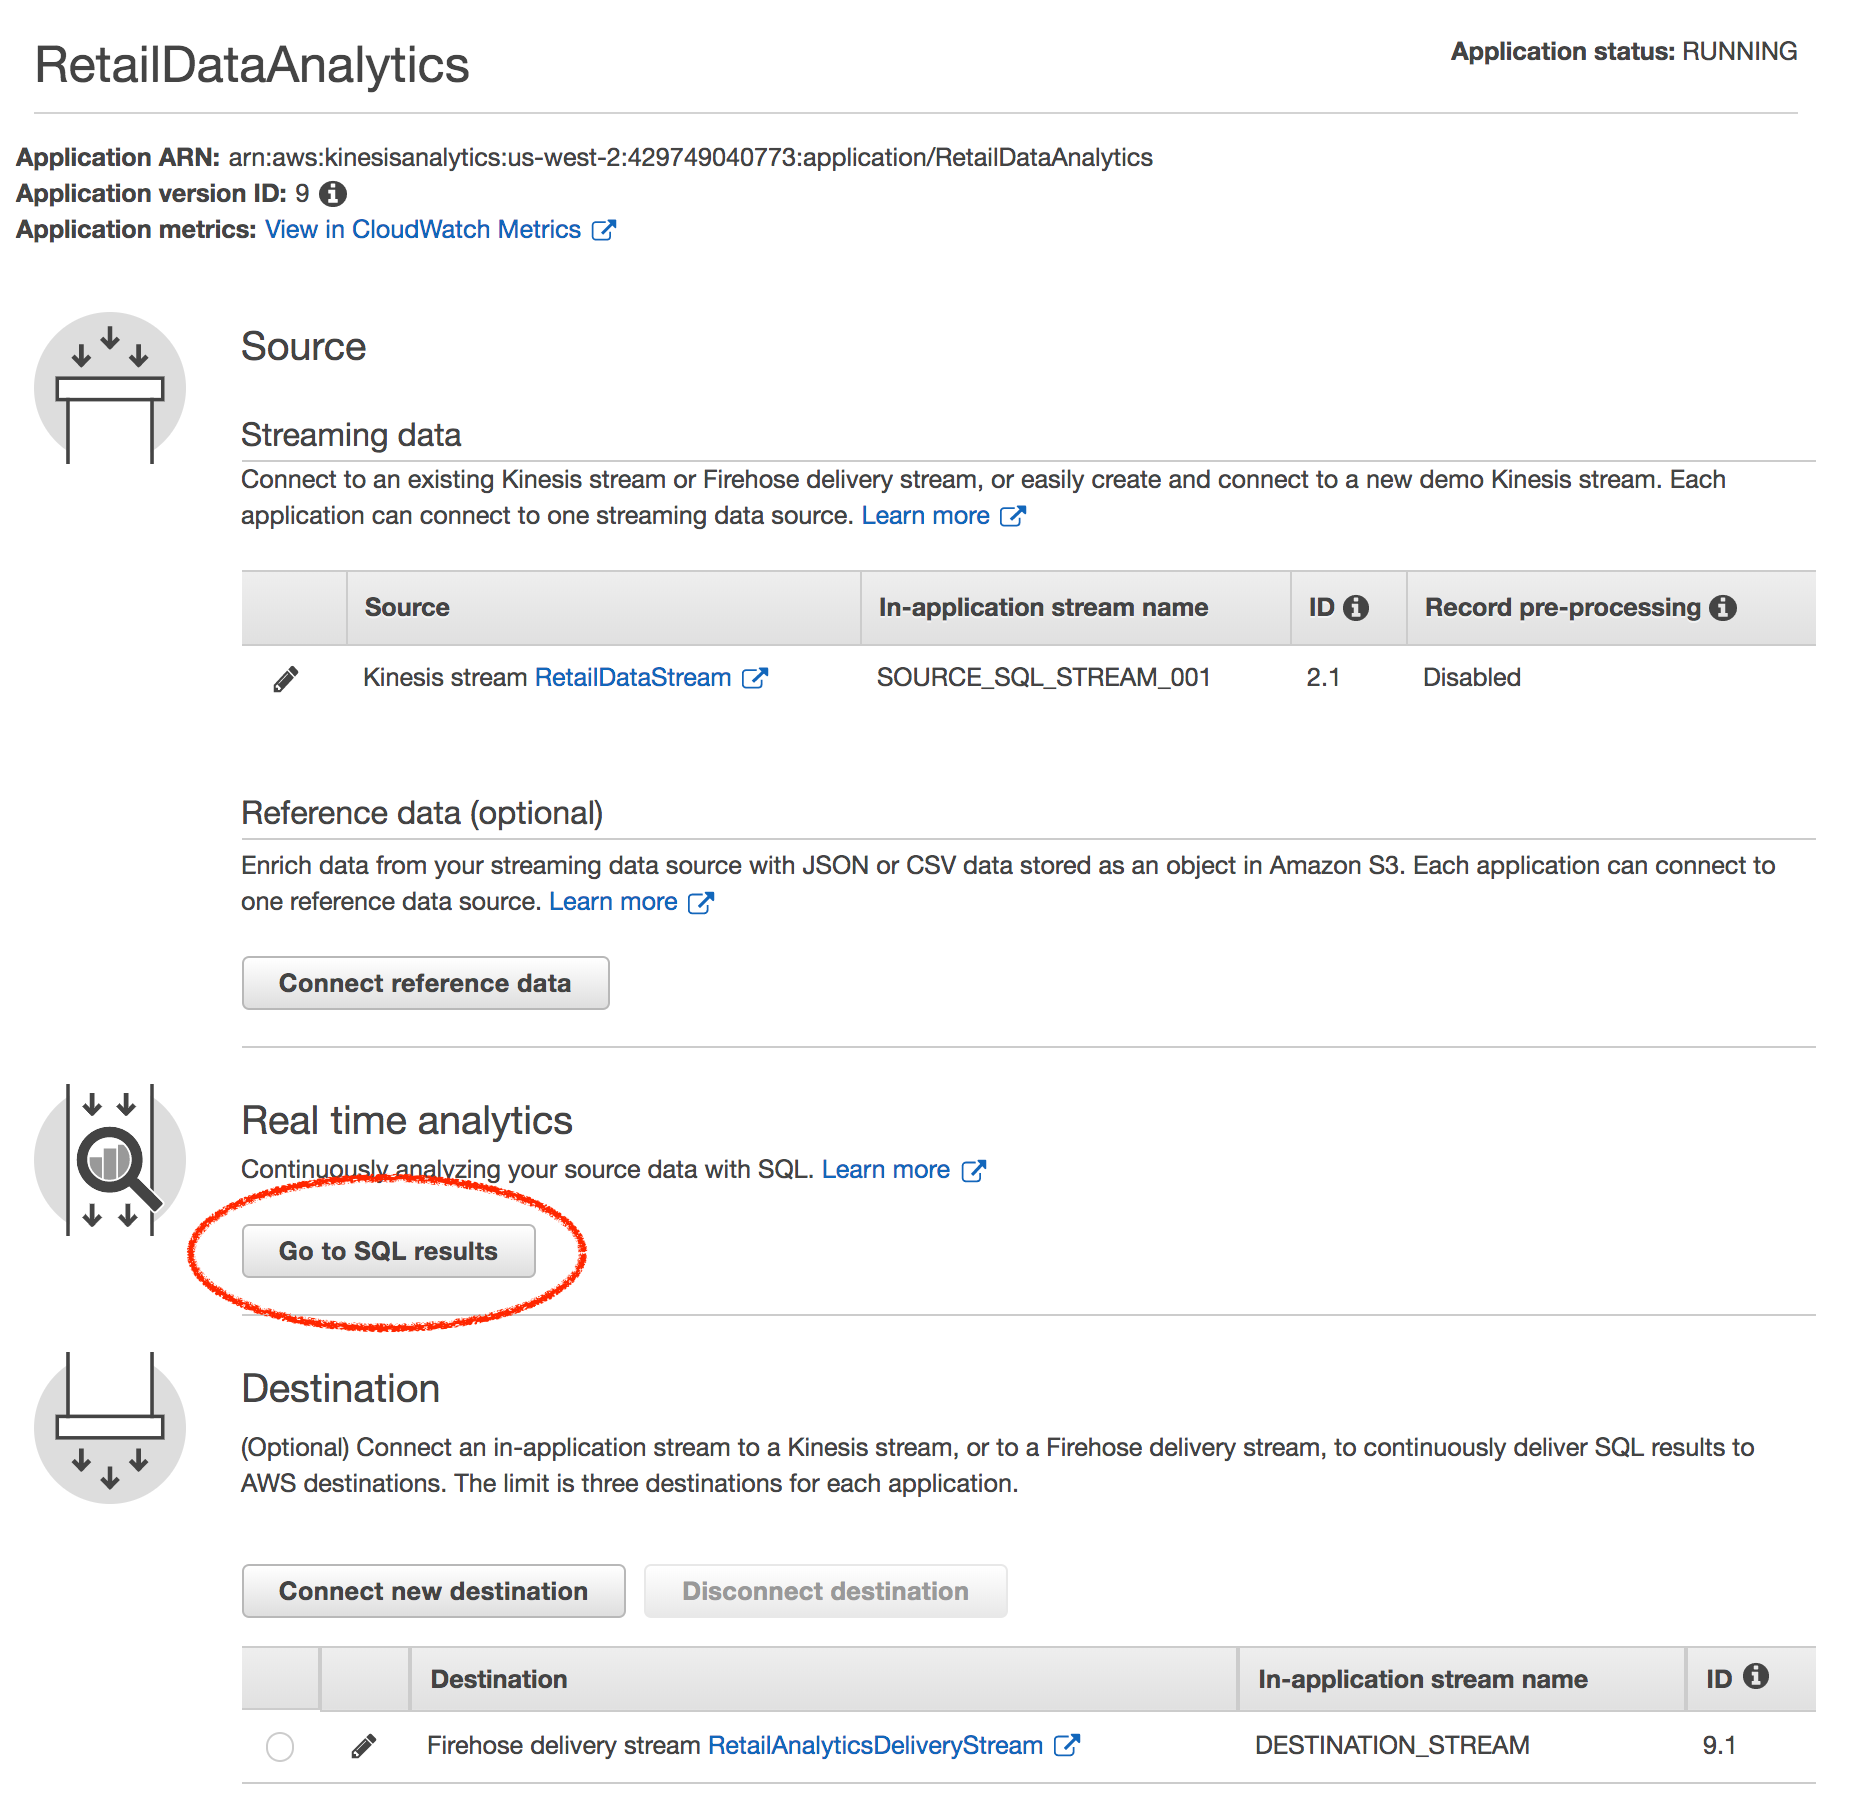 RetailDataAnalytics
Application status: RUNNING
Application ARN: arn:aws:kinesisanalytics:us-west-2:429749040773:application/RetailDataAnalytics
Application version ID: 9
Application metrics: View in CloudWatch Metrics
Source
Streaming data
Connect to an existing Kinesis stream or Firehose delivery stream, or easily create and connect to a new demo Kinesis stream. Each
application can connect to one streaming data source. Learn more
Source In-application stream name ID Record pre-processing
Kinesis stream RetailDataStream SOURCE_SQL_STREAM_001 2.1 Disabled
Reference data (optional)
Enrich data from your streaming data source with JSON or CSV data stored as an object in Amazon S3. Each application can connect to
one reference data source. Learn more
Connect reference data
Real time analytics
Continuously analyzing your source data with SQL. Learn more
Go to SQL results
Destination
(Optional) Connect an in-application stream to a Kinesis stream, or to a Firehose delivery stream, to continuously deliver SQL results to
AWS destinations. The limit is three destinations for each application.
Connect new destination Disconnect destination
Destination In-application stream name ID
Firehose delivery stream RetailAnalyticsDeliveryStream DESTINATION_STREAM 9.1